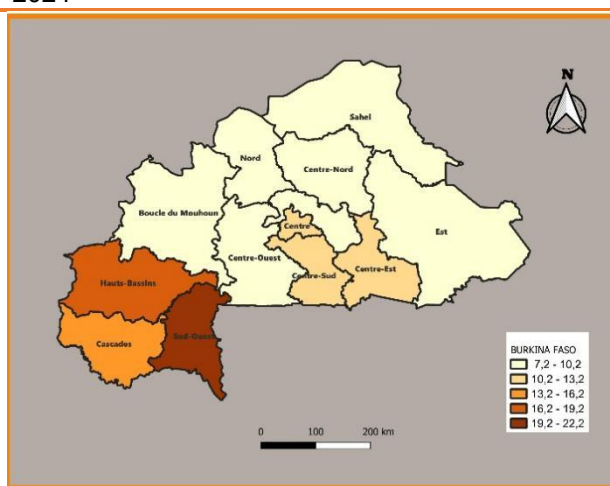 N
Sahel
Nord
Centre-Nord
Boucle du Mouhoun
Centre
Est
Centre-Ouest
Centre-Sud
Centre-Est
Hauts-Bassins
Sud-Ouest
Cascades
BURKINA FASO
7,2 - 10,2
10,2 - 13,2
13,2 - 16,2
16,2 - 19,2
19,2 - 22,2
0 100 200 km